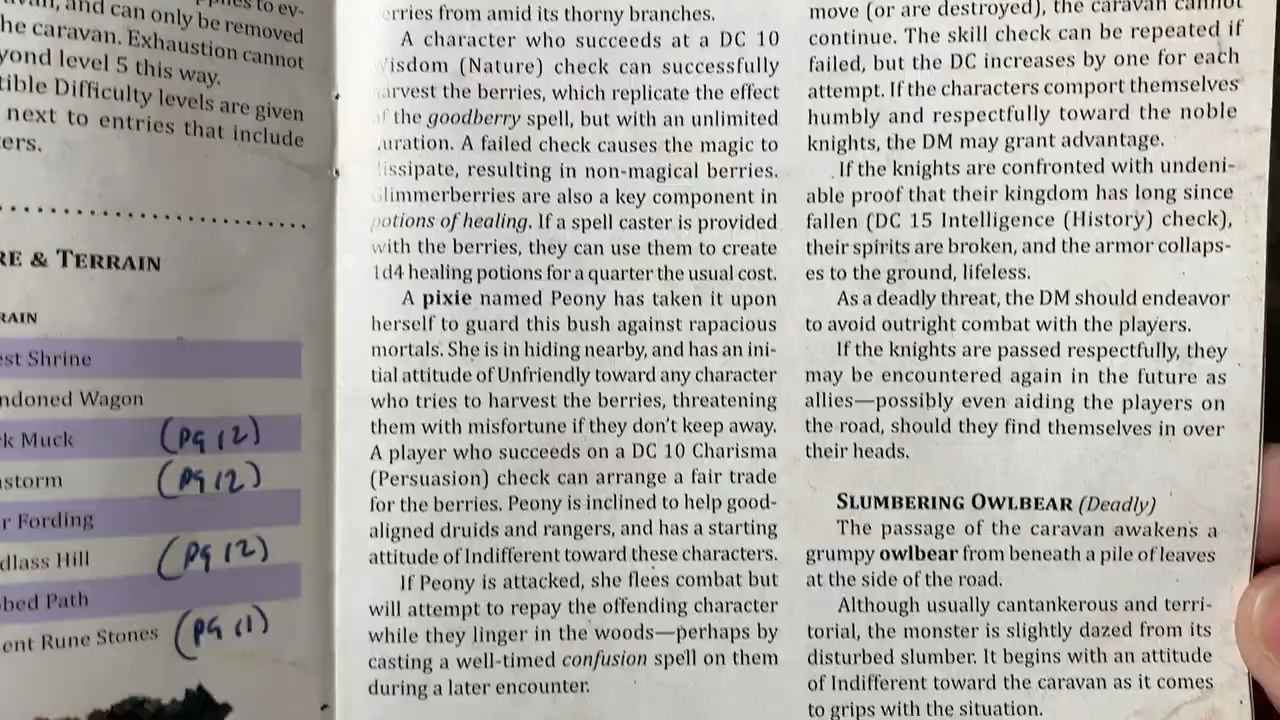 to ev-
and can only be removed
he caravan. Exhaustion cannot
yond level 5 this way.
tible Difficulty levels are given
next to entries that include
ers.
RE & TERRAIN
RAIN
est Shrine
ndoned Wagon
k Muck (pg 12)
storm (pg 12)
r Fording
dlass Hill (pg 12)
bed Path
ent Rune Stones (pg 11)
erries from amid its thorny branches.
A character who succeeds at a DC 10
Wisdom (Nature) check can successfully
harvest the berries, which replicate the effect
of the goodberry spell, but with an unlimited
duration. A failed check causes the magic to
dissipate, resulting in non-magical berries.
Glimmerberries are also a key component in
potions of healing. If a spell caster is provided
with the berries, they can use them to create
1d4 healing potions for a quarter the usual cost.
A pixie named Peony has taken it upon
herself to guard this bush against rapacious
mortals. She is in hiding nearby, and has an ini-
tial attitude of Unfriendly toward any character
who tries to harvest the berries, threatening
them with misfortune if they don't keep away.
A player who succeeds on a DC 10 Charisma
(Persuasion) check can arrange a fair trade
for the berries. Peony is inclined to help good-
aligned druids and rangers, and has a starting
attitude of Indifferent toward these characters.
If Peony is attacked, she flees combat but
will attempt to repay the offending character
while they linger in the woods—perhaps by
casting a well-timed confusion spell on them
during a later encounter.
move (or are destroyed), the caravan cannot
continue. The skill check can be repeated if
failed, but the DC increases by one for each
attempt. If the characters comport themselves
humbly and respectfully toward the noble
knights, the DM may grant advantage.
If the knights are confronted with undeni-
able proof that their kingdom has long since
fallen (DC 15 Intelligence (History) check),
their spirits are broken, and the armor collaps-
es to the ground, lifeless.
As a deadly threat, the DM should endeavor
to avoid outright combat with the players.
If the knights are passed respectfully, they
may be encountered again in the future as
allies—possibly even aiding the players on
the road, should they find themselves in over
their heads.
SLUMBERING OWLBEAR (Deadly)
The passage of the caravan awakens a
grumpy owlbear from beneath a pile of leaves
at the side of the road.
Although usually cantankerous and terri-
torial, the monster is slightly dazed from its
disturbed slumber. It begins with an attitude
of Indifferent toward the caravan as it comes
to grips with the situation.